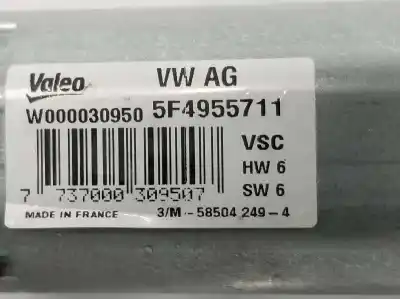 Valeo VW AG
W000030950 5F4955711
VSC
HW 6
SW 6
7 737000 309507
MADE IN FRANCE 3/M -58504 249-4